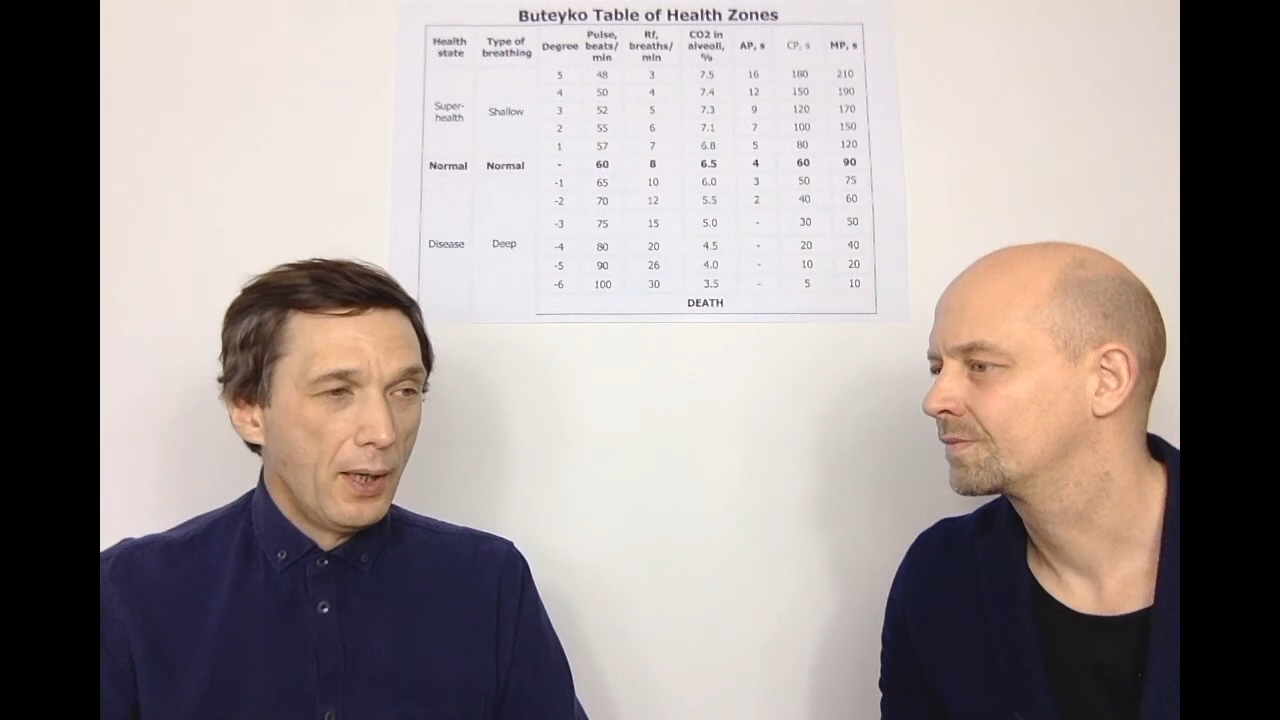 Buteyko Table of Health Zones
Health state Type of breathing Degree Pulse, beats/min Rf, breaths/min CO2 in alveoli, % AP, s CP, s MP, s
5 48 3 7.5 16 180 210
4 50 4 7.4 12 150 190
Super-health Shallow 3 52 5 7.3 9 120 170
2 55 6 7.1 7 100 150
1 57 7 6.8 5 80 120
Normal Normal - 60 8 6.5 4 60 90
-1 65 10 6.0 3 50 75
-2 70 12 5.5 2 40 60
-3 75 15 5.0 - 30 50
Disease Deep -4 80 20 4.5 - 20 40
-5 90 26 4.0 - 10 20
-6 100 30 3.5 - 5 10
DEATH